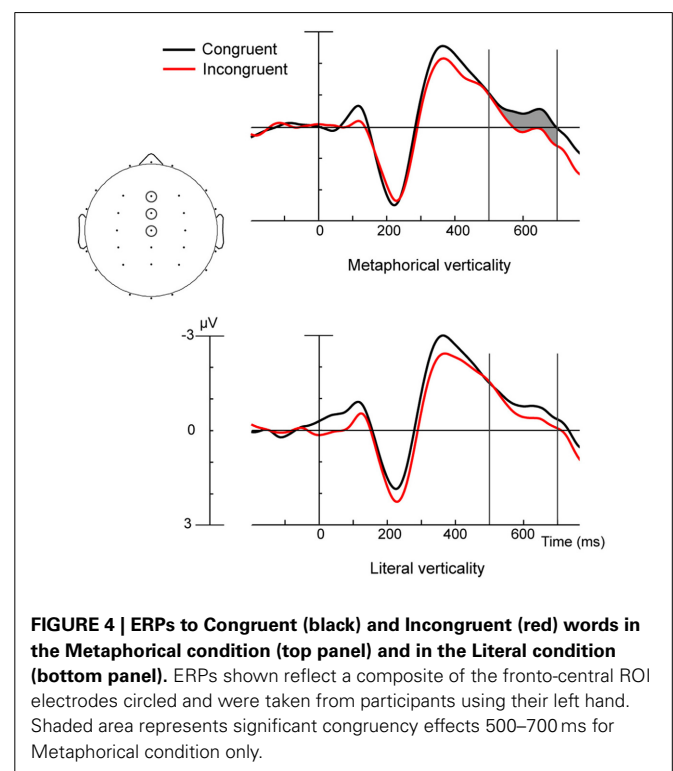 Congruent
Incongruent
0 200 400 600
Metaphorical verticality
µV
-3
0
3
0 200 400 600 Time (ms)
Literal verticality
FIGURE 4 | ERPs to Congruent (black) and Incongruent (red) words in
the Metaphorical condition (top panel) and in the Literal condition
(bottom panel). ERPs shown reflect a composite of the fronto-central ROI
electrodes circled and were taken from participants using their left hand.
Shaded area represents significant congruency effects 500–700 ms for
Metaphorical condition only.